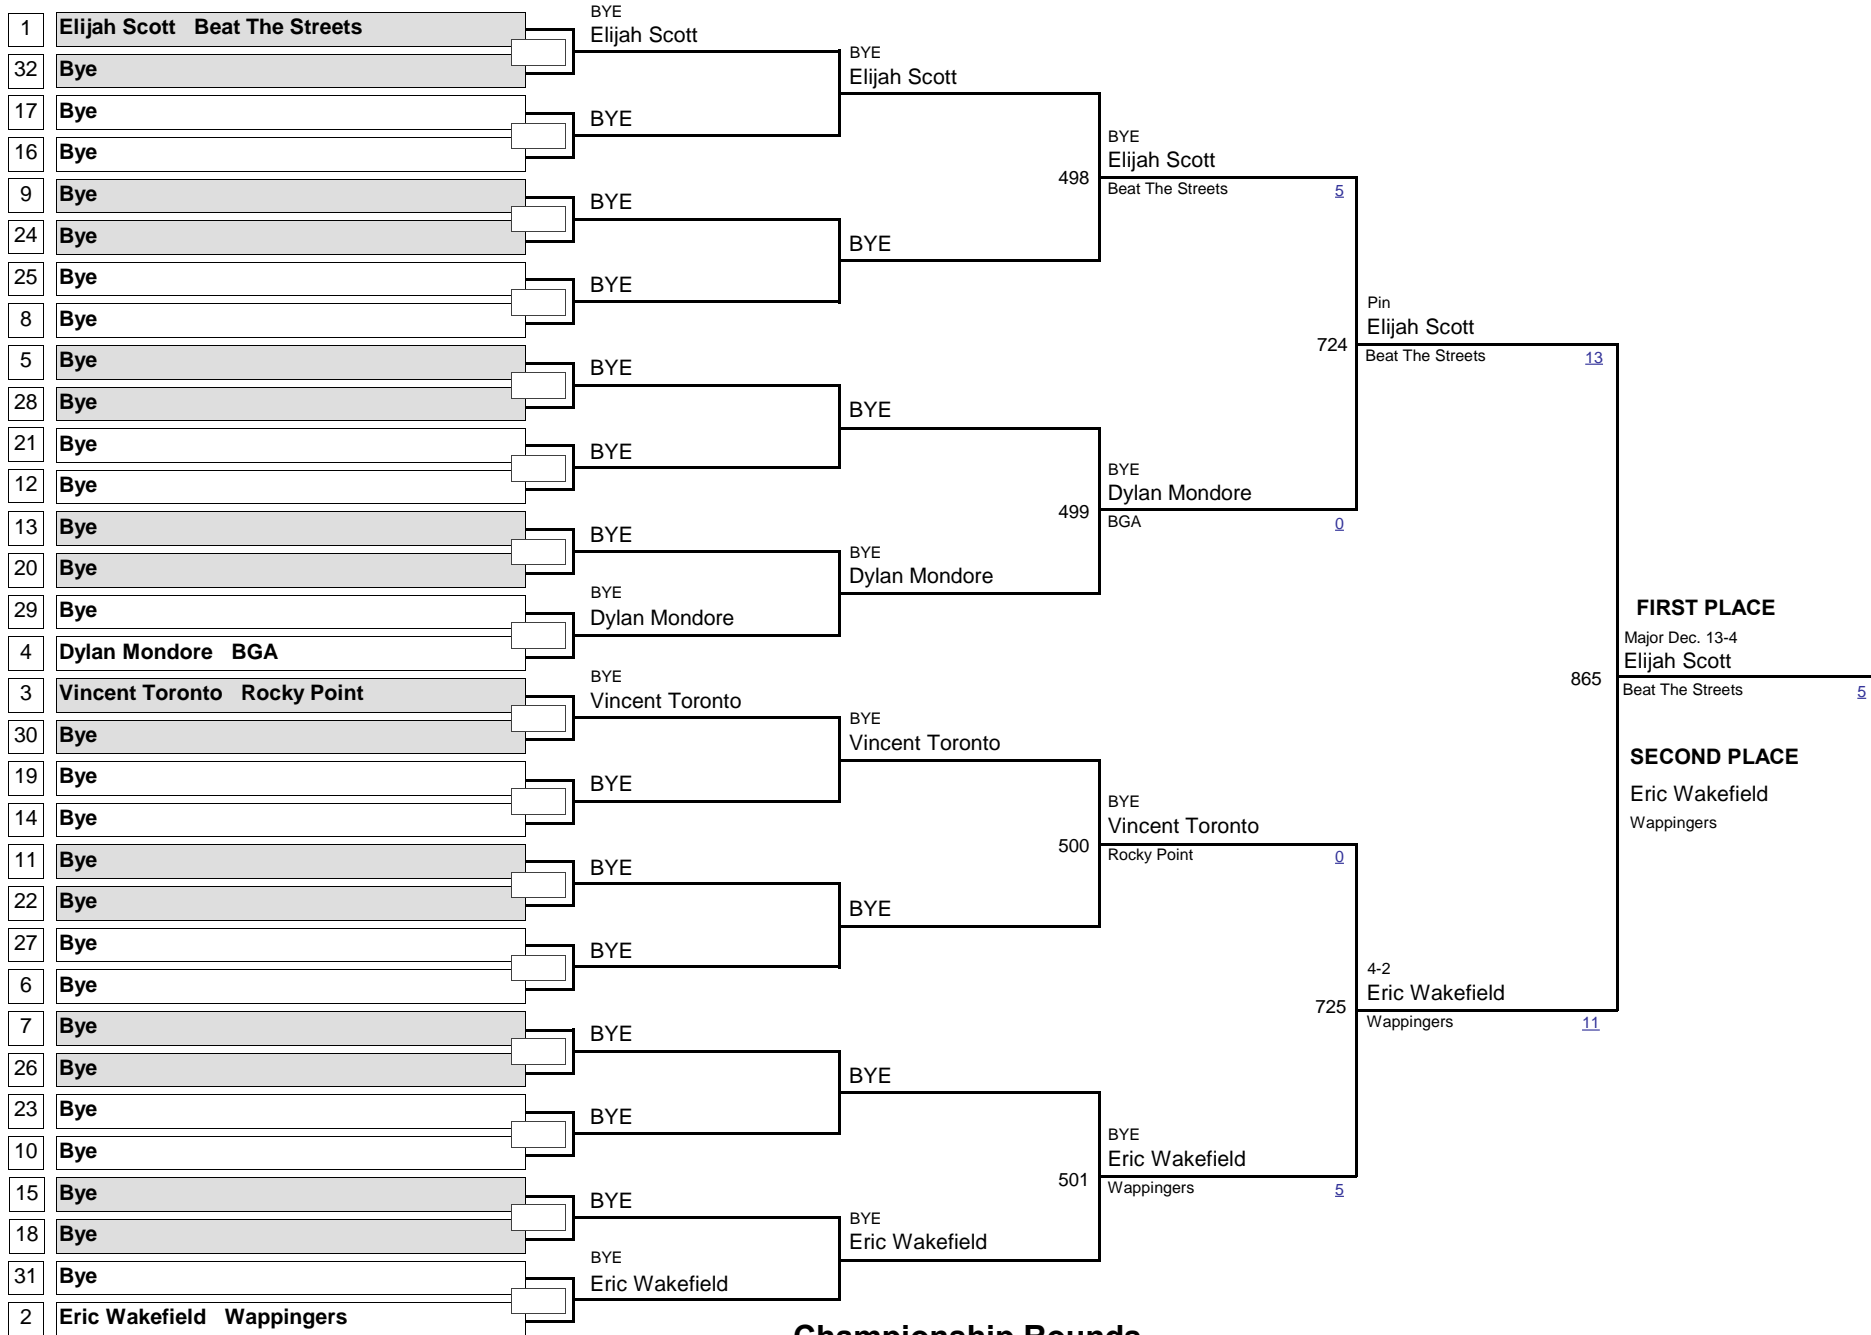 1 Elijah Scott Beat The Streets
32 Bye
17 Bye
16 Bye
9 Bye
24 Bye
25 Bye
8 Bye
5 Bye
28 Bye
21 Bye
12 Bye
13 Bye
20 Bye
29 Bye
4 Dylan Mondore BGA
3 Vincent Toronto Rocky Point
30 Bye
19 Bye
14 Bye
11 Bye
22 Bye
27 Bye
6 Bye
7 Bye
26 Bye
23 Bye
10 Bye
15 Bye
18 Bye
31 Bye
2 Eric Wakefield Wappingers
BYE
Elijah Scott
BYE
BYE
BYE
BYE
BYE
BYE
BYE
Dylan Mondore
BYE
Vincent Toronto
BYE
BYE
BYE
BYE
BYE
BYE
BYE
Eric Wakefield
BYE
Elijah Scott
BYE
BYE
BYE
Dylan Mondore
BYE
Vincent Toronto
BYE
BYE
BYE
Eric Wakefield
498
499
500
501
BYE
Elijah Scott
Beat The Streets 5
BYE
Dylan Mondore
BGA 0
BYE
Vincent Toronto
Rocky Point 0
BYE
Eric Wakefield
Wappingers 5
724
725
Pin
Elijah Scott
Beat The Streets 13
4-2
Eric Wakefield
Wappingers 11
865
FIRST PLACE
Major Dec. 13-4
Elijah Scott
Beat The Streets 5
SECOND PLACE
Eric Wakefield
Wappingers
Championship Rounds